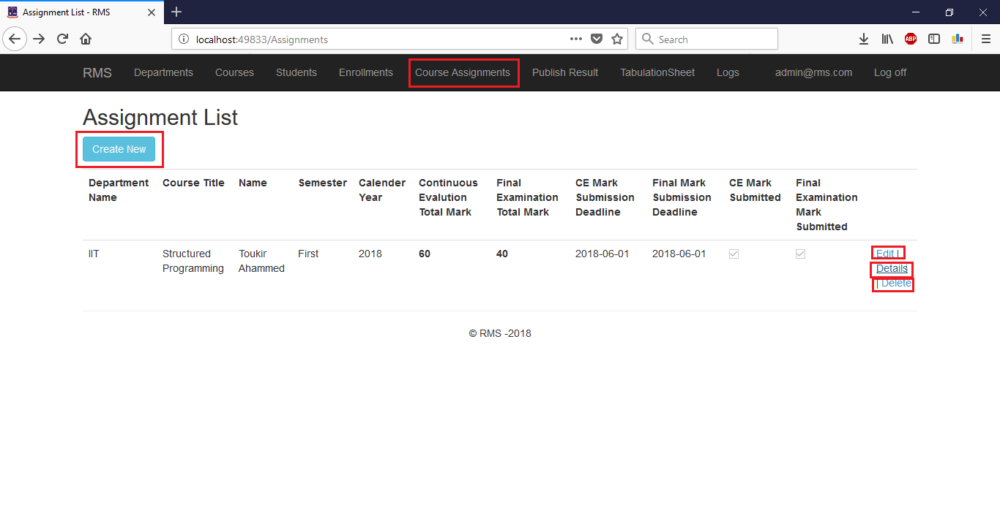 Assignment List - RMS
localhost:49833/Assignments
Search
ABP
RMS Departments Courses Students Enrollments Course Assignments Publish Result TabulationSheet Logs admin@rms.com Log off
Assignment List
Create New
Department Course Title Name Semester Calender Continuous Final CE Mark Final Mark CE Mark Final
Name Year Evalution Examination Submission Submission Submitted Examination
Total Mark Total Mark Deadline Deadline Mark
Submitted
IIT Structured Toukir First 2018 60 40 2018-06-01 2018-06-01 Edit |
Programming Ahammed Details
| Delete
© RMS -2018